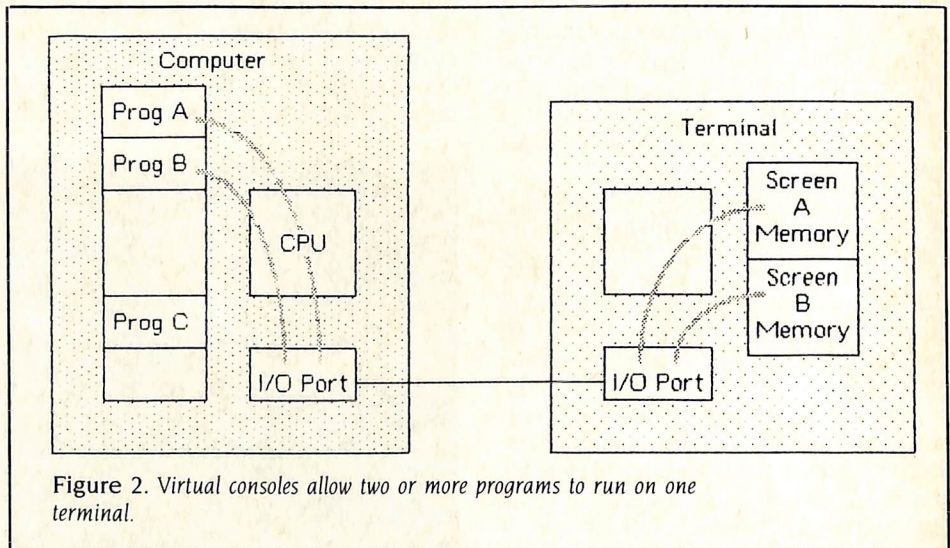 Computer
Prog A
Prog B
CPU
Prog C
I/O Port
Terminal
Screen
A
Memory
Screen
B
Memory
I/O Port
Figure 2. Virtual consoles allow two or more programs to run on one
terminal.